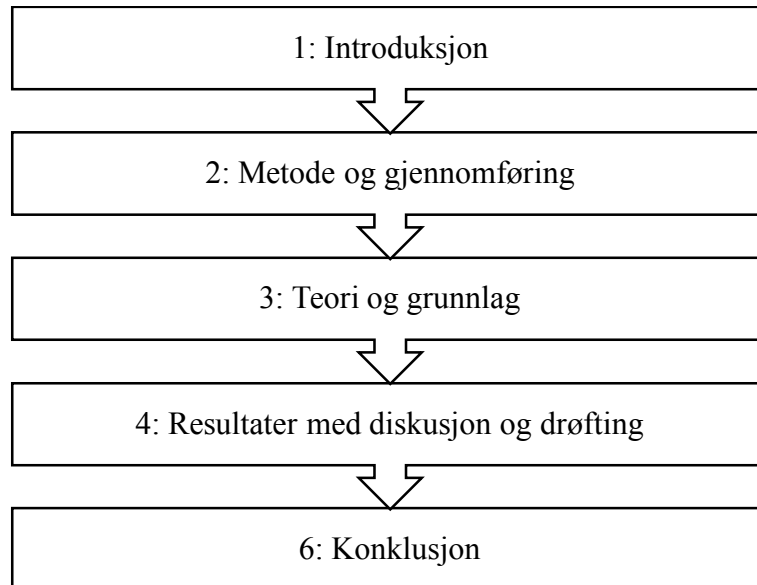 1: Introduksjon
2: Metode og gjennomføring
3: Teori og grunnlag
4: Resultater med diskusjon og drøfting
6: Konklusjon